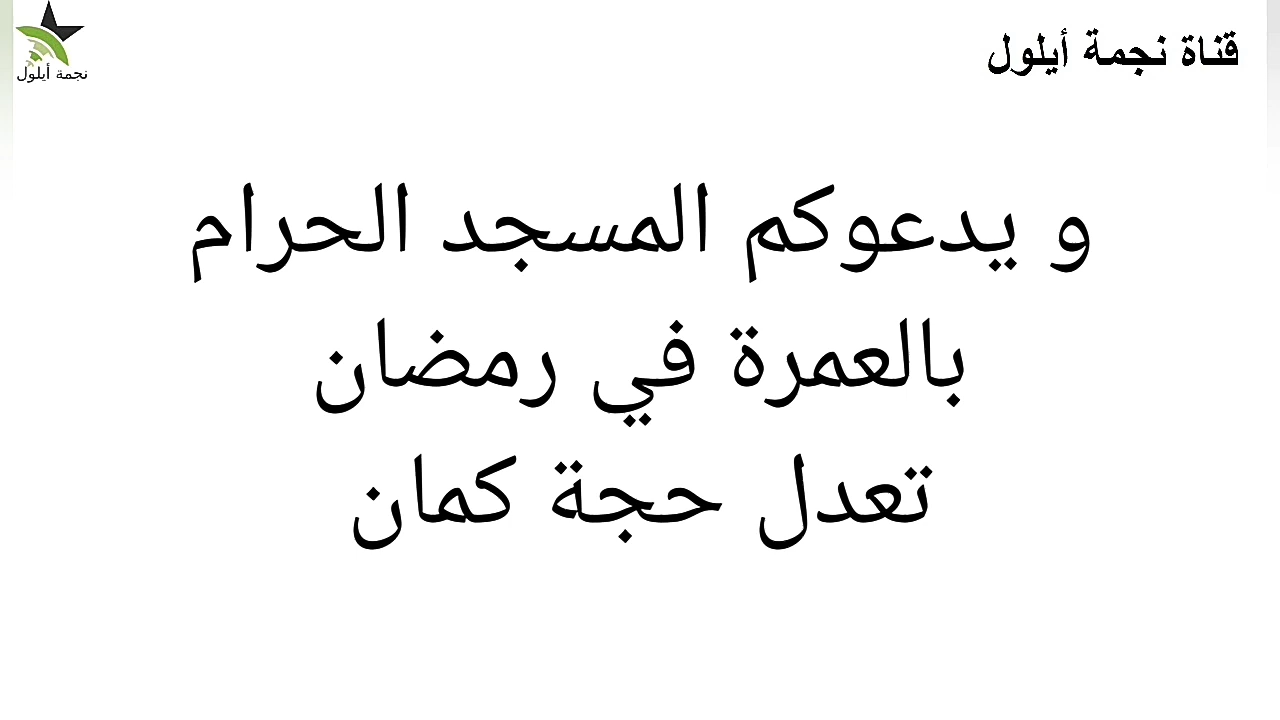 قناة نجمة أيلول
نجمة أيلول
و يدعوكم المسجد الحرام
بالعمرة في رمضان
تعدل حجة كمان